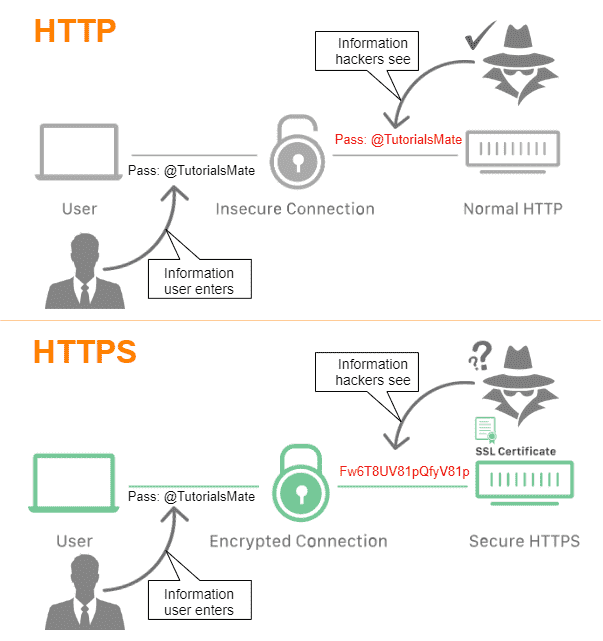 HTTP
Information
hackers see
Pass: @TutorialsMate
Pass: @TutorialsMate
User
Insecure Connection
Normal HTTP
Information
user enters
HTTPS
Information
hackers see
SSL Certificate
Fw6T8UV81pQfyV81p
Pass: @TutorialsMate
User
Encrypted Connection
Secure HTTPS
Information
user enters